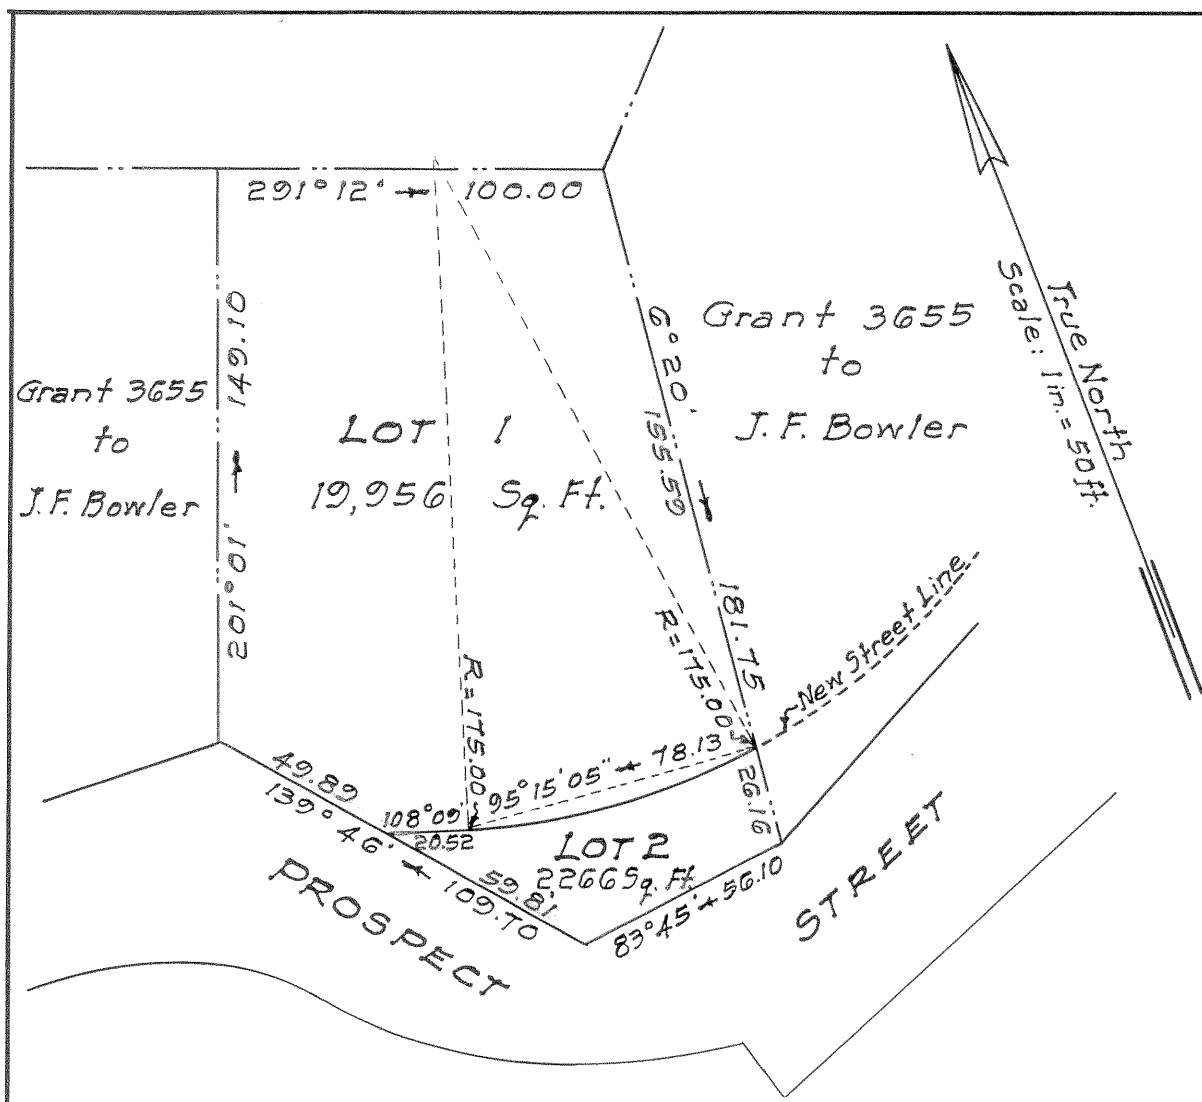 291°12' 100.00
Grant 3655
to
J.F. Bowler
201°01' 149.10
LOT 1
19,956 Sq. Ft.
6°20' 155.59
181.75
Grant 3655
to
J.F. Bowler
True North
Scale: 1in.=50ft.
R=175.00
R=175.00
New Street Line
49.89
139°46' 109.70
108°09'
20.52
95°15'05" 78.13
26.16
LOT 2
2266 Sq. Ft.
59.81
83°45' 56.10
PROSPECT
STREET